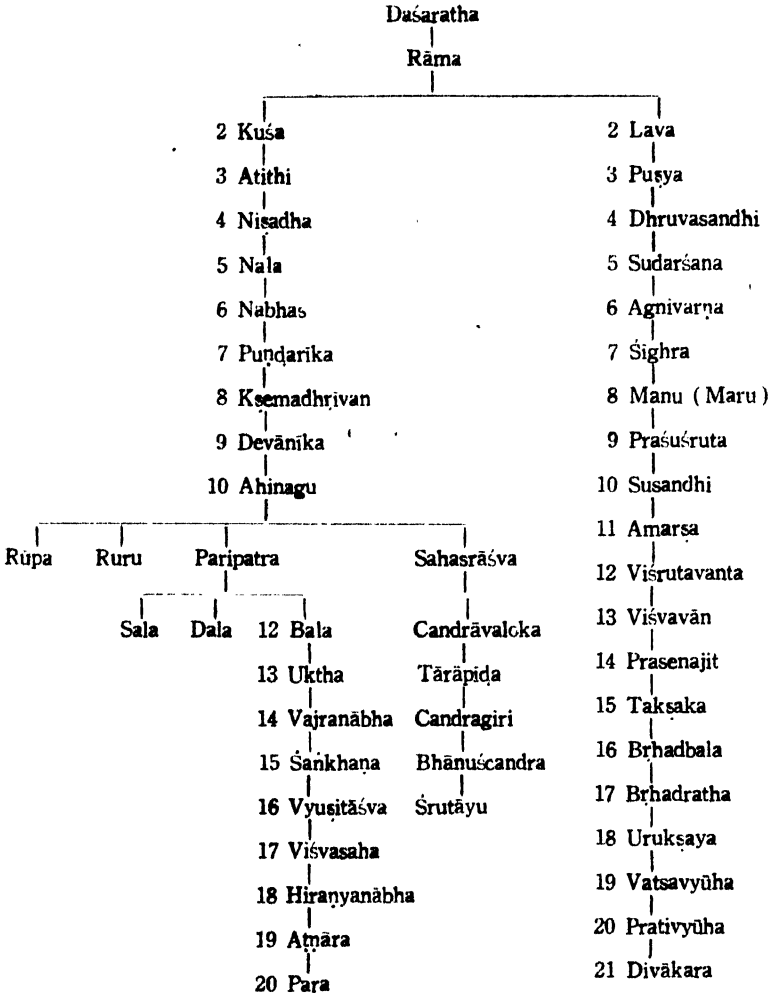 Daśaratha
Rāma
2 Kuśa 2 Lava
3 Atithi 3 Puṣya
4 Niṣadha 4 Dhruvasandhi
5 Nala 5 Sudarśana
6 Nabhas 6 Agnivarṇa
7 Puṇḍarika 7 Śighra
8 Kṣemadhṛivan 8 Manu ( Maru )
9 Devānīka 9 Praśuśruta
10 Ahinagu 10 Susandhi
11 Amarṣa
Rūpa Ruru Paripatra Sahasrāśva
12 Viśrutavanta
13 Viśvavān
Sala Dala 12 Bala Candrāvaloka
14 Prasenajit
13 Uktha Tārāpiḍa
15 Takṣaka
14 Vajranābha Candragiri
16 Bṛhadbala
15 Śaṅkhaṇa Bhānuścandra
17 Bṛhadratha
16 Vyuṣitāśva Śrutāyu
18 Urukṣaya
17 Viśvasaha
19 Vatsavyūha
18 Hiraṇyanābha
20 Prativyūha
19 Aṭnāra
21 Divākara
20 Para